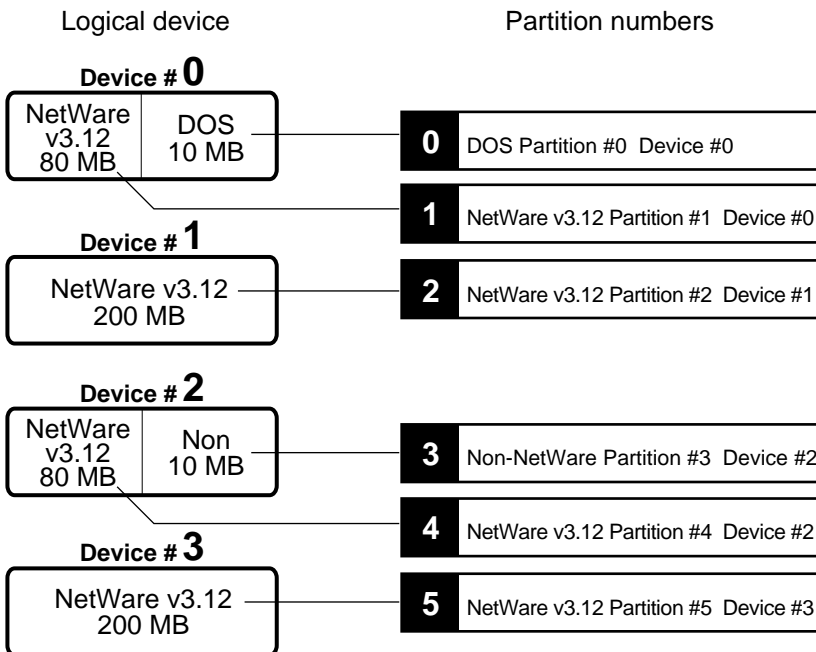 Logical device
Partition numbers
Device # 0
NetWare
v3.12
80 MB
DOS
10 MB
0
DOS Partition #0 Device #0
1
NetWare v3.12 Partition #1 Device #0
Device # 1
NetWare v3.12
200 MB
2
NetWare v3.12 Partition #2 Device #1
Device # 2
NetWare
v3.12
80 MB
Non
10 MB
3
Non-NetWare Partition #3 Device #2
4
NetWare v3.12 Partition #4 Device #2
Device # 3
NetWare v3.12
200 MB
5
NetWare v3.12 Partition #5 Device #3